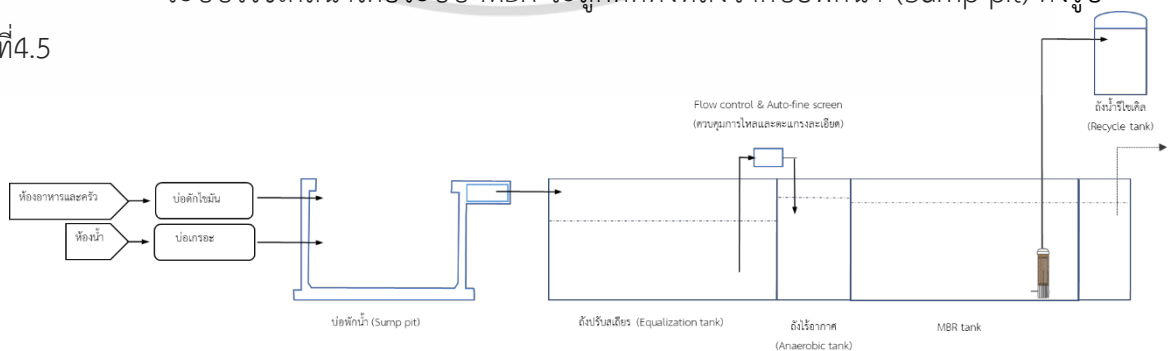 ที่4.5
Flow control & Auto-fine screen
(ควบคุมการไหลและตะแกรงละเอียด)
ถังน้ำรีไซเคิล
(Recycle tank)
ห้องอาหารและครัว
บ่อดักไขมัน
ห้องน้ำ
บ่อเกรอะ
บ่อพักน้ำ (Sump pit)
ถังปรับสเถียร (Equalization tank)
ถังไร้อากาศ
(Anaerobic tank)
MBR tank